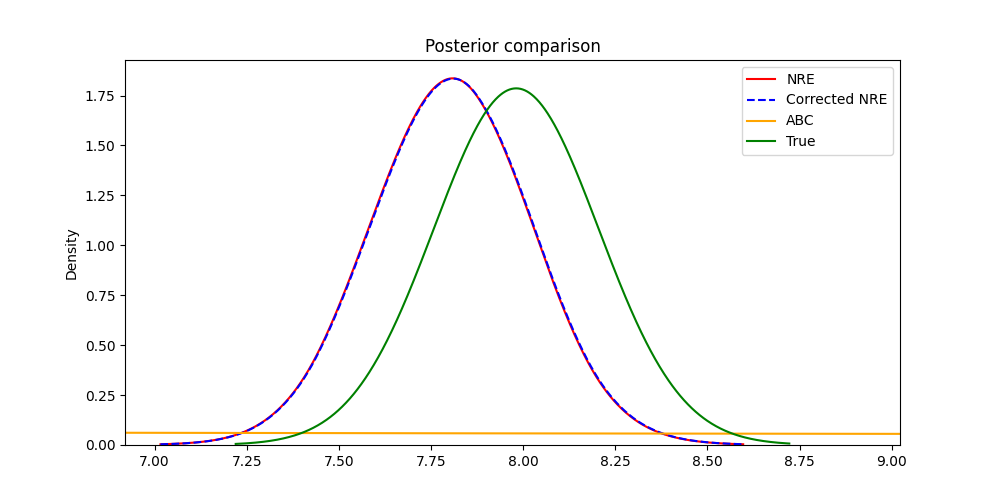 Posterior comparison
NRE
Corrected NRE
ABC
True
Density
1.75
1.50
1.25
1.00
0.75
0.50
0.25
0.00
7.00 7.25 7.50 7.75 8.00 8.25 8.50 8.75 9.00